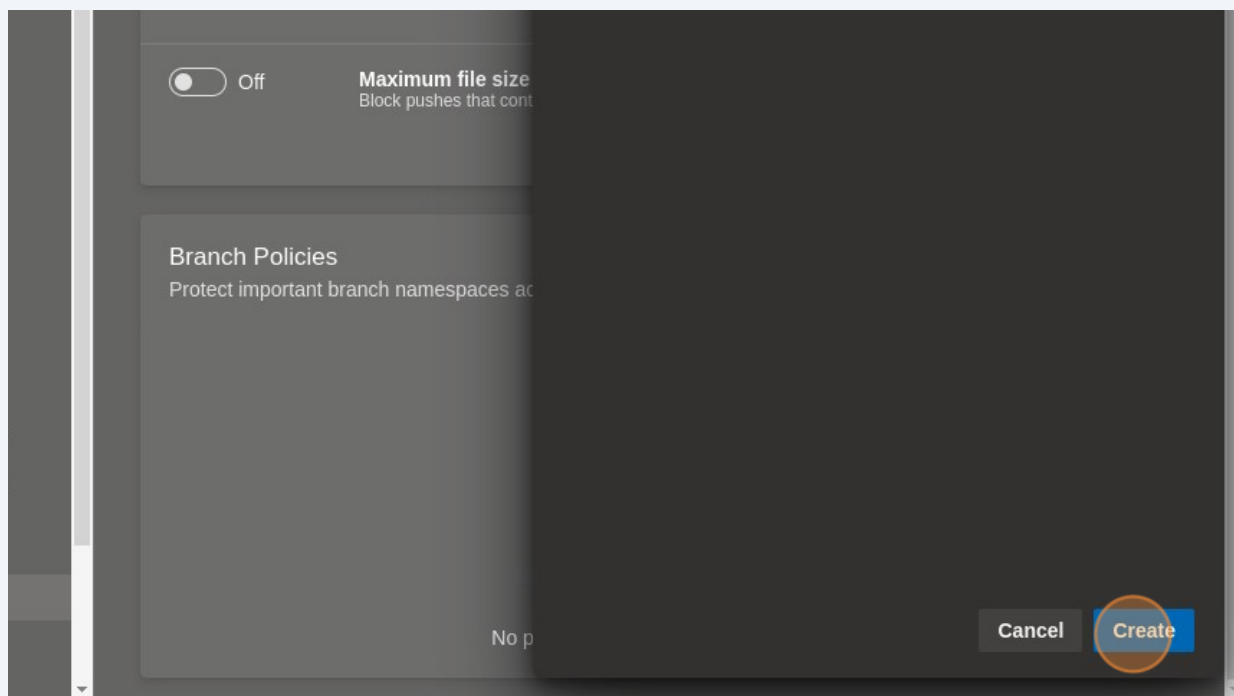 Off
Maximum file size
Block pushes that cont
Branch Policies
Protect important branch namespaces ac
No p
Cancel
Create